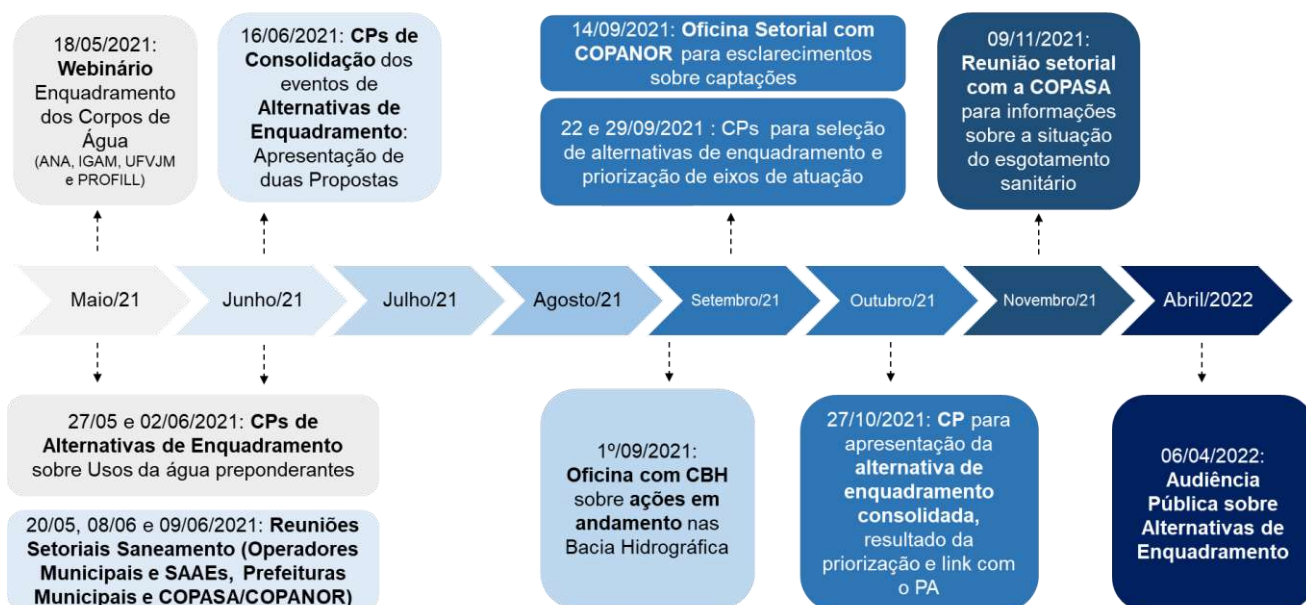 18/05/2021:
Webinário
Enquadramento
dos Corpos de
Água
(ANA, IGAM, UFVJM
e PROFILL)
16/06/2021: CPs de
Consolidação dos
eventos de
Alternativas de
Enquadramento:
Apresentação de
duas Propostas
14/09/2021: Oficina Setorial com
COPANOR para esclarecimentos
sobre captações
22 e 29/09/2021 : CPs para seleção
de alternativas de enquadramento e
priorização de eixos de atuação
09/11/2021:
Reunião setorial
com a COPASA
para informações
sobre a situação
do esgotamento
sanitário
Maio/21
Junho/21
Julho/21
Agosto/21
Setembro/21
Outubro/21
Novembro/21
Abril/2022
27/05 e 02/06/2021: CPs de
Alternativas de Enquadramento
sobre Usos da água preponderantes
20/05, 08/06 e 09/06/2021: Reuniões
Setoriais Saneamento (Operadores
Municipais e SAAEs, Prefeituras
Municipais e COPASA/COPANOR)
1º/09/2021:
Oficina com CBH
sobre ações em
andamento nas
Bacia Hidrográfica
27/10/2021: CP para
apresentação da
alternativa de
enquadramento
consolidada,
resultado da
priorização e link com
o PA
06/04/2022:
Audiência
Pública sobre
Alternativas de
Enquadramento